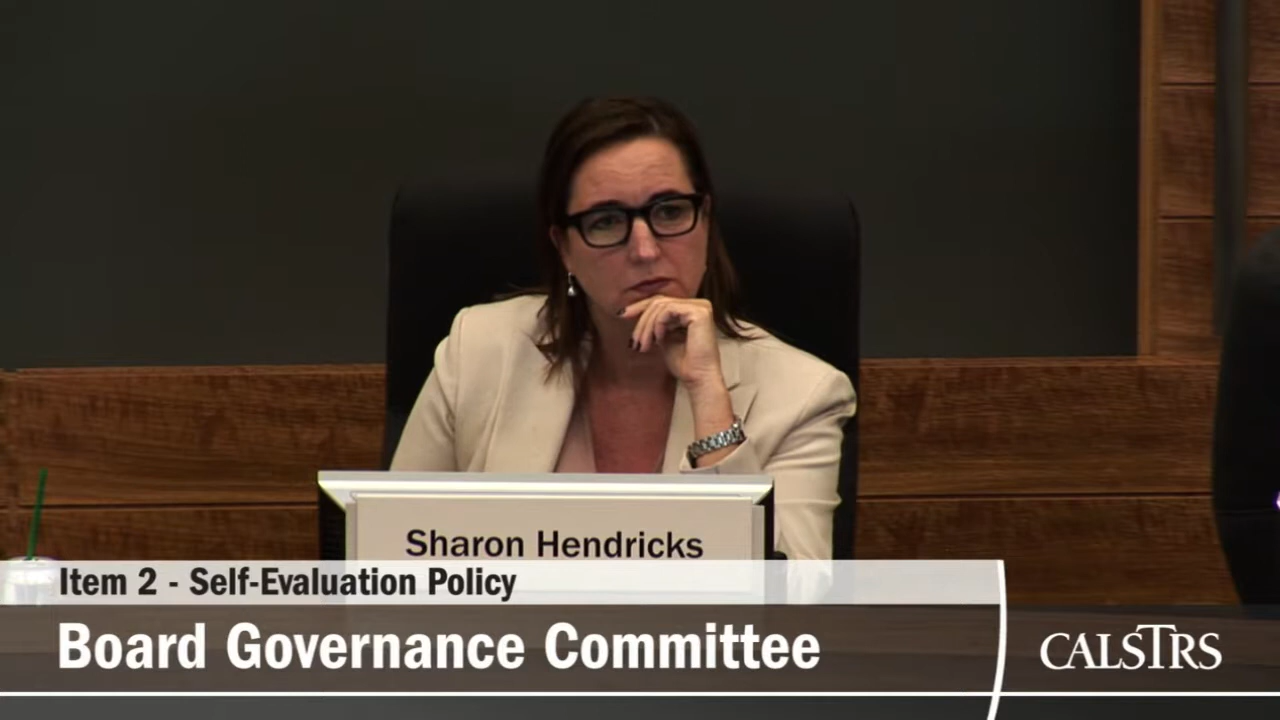 Sharon Hendricks
Item 2 - Self-Evaluation Policy
Board Governance Committee
CALSTRS